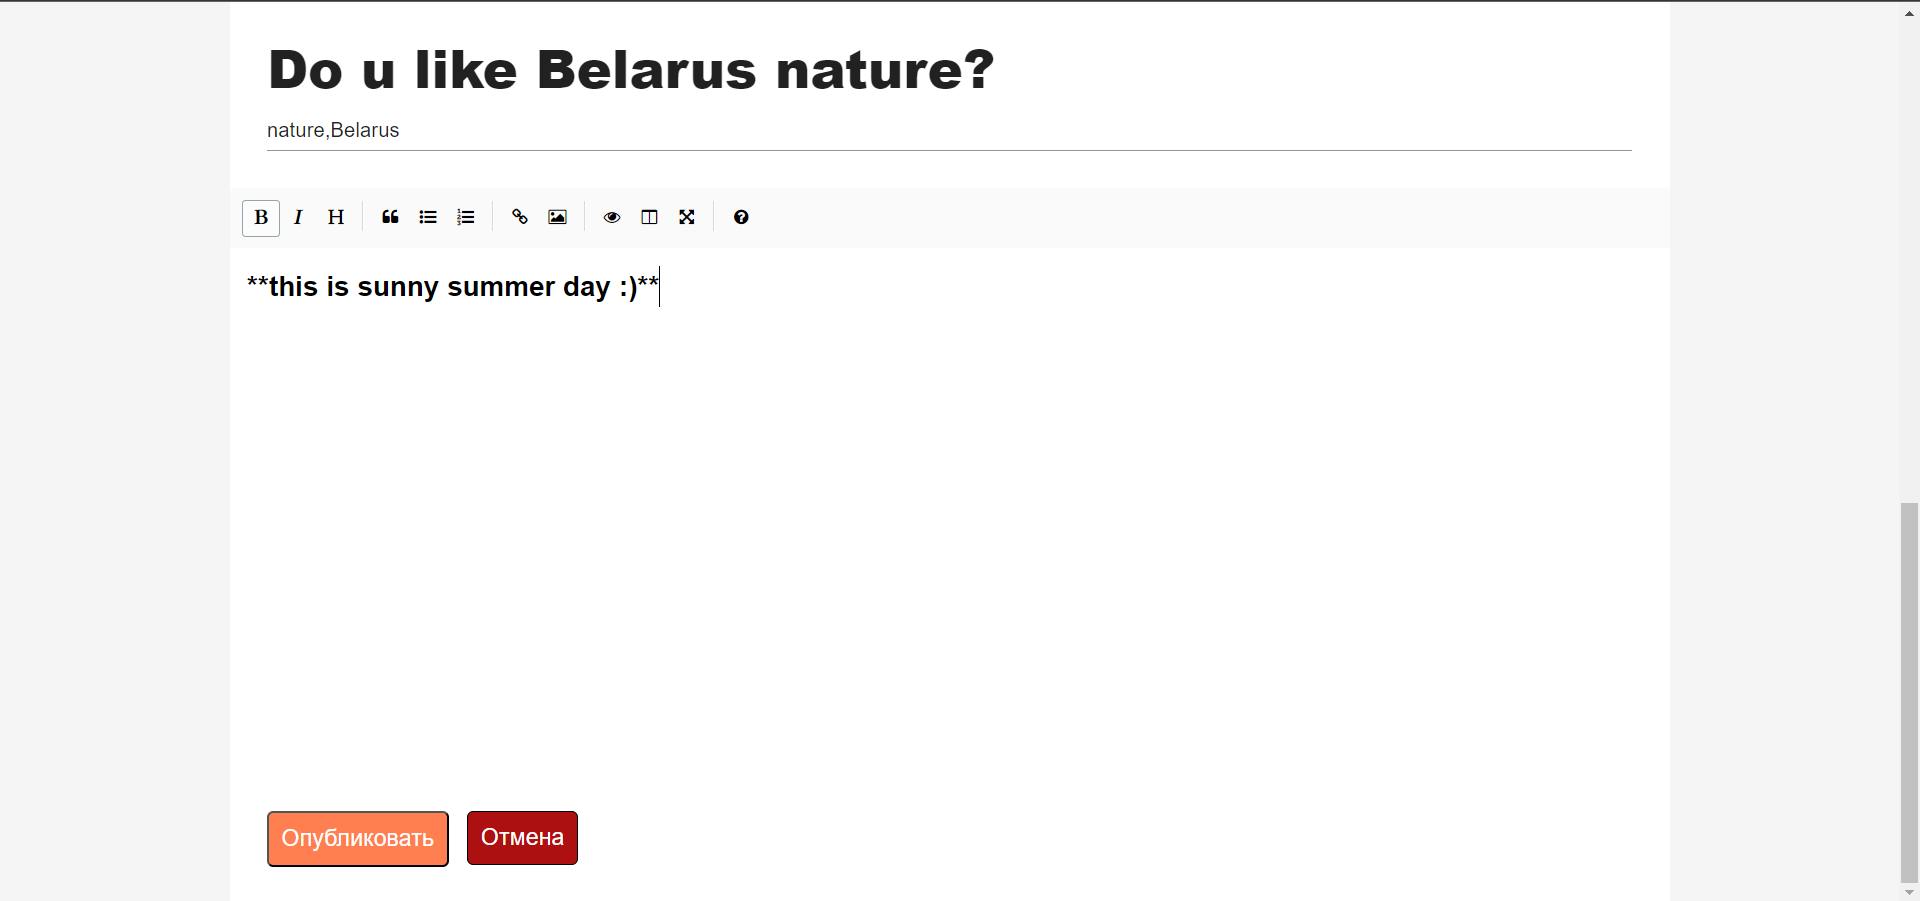 Do u like Belarus nature?
nature,Belarus
B I H
**this is sunny summer day :)**
Опубликовать Отмена